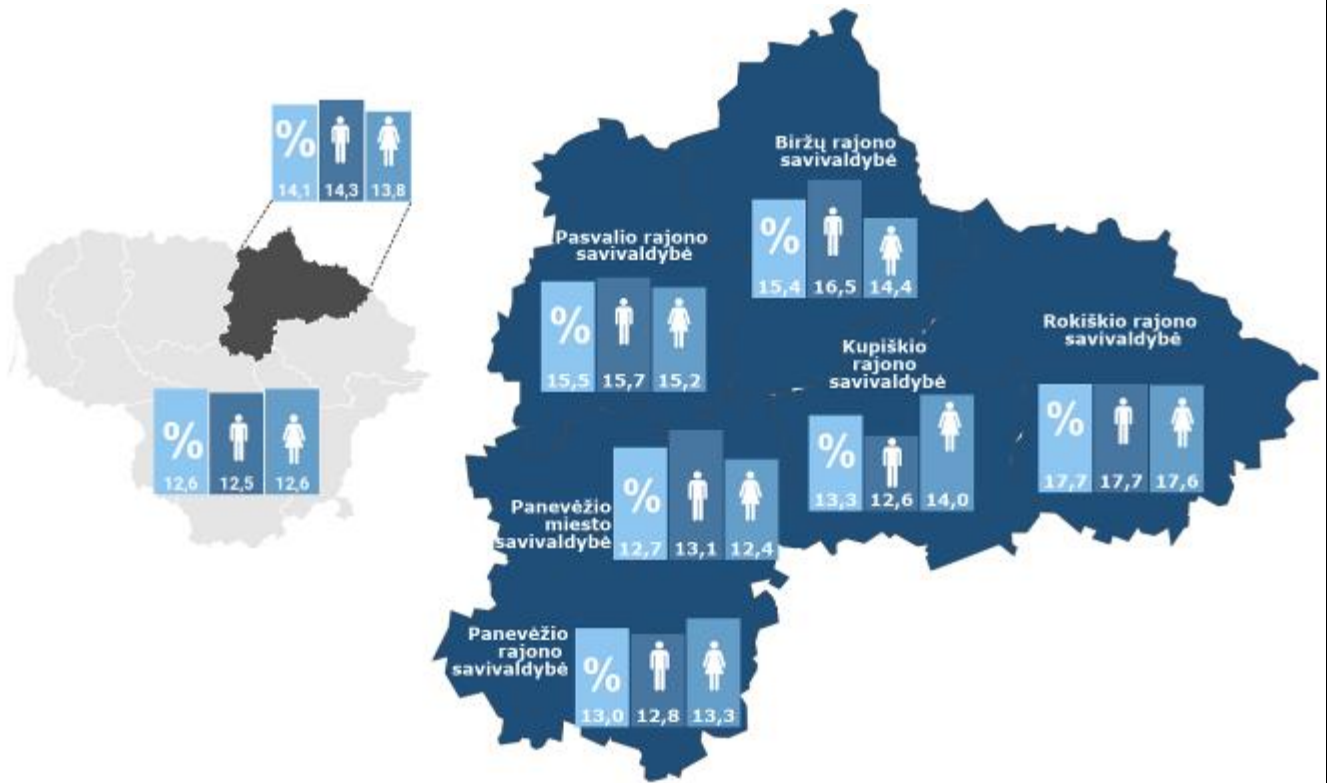 %
14,1 14,3 13,8
%
12,6 12,5 12,6
Biržų rajono
savivaldybė
%
15,4 16,5 14,4
Pasvalio rajono
savivaldybė
%
15,5 15,7 15,2
Rokiškio rajono
savivaldybė
%
17,7 17,7 17,6
Kupiškio
rajono
savivaldybė
%
13,3 12,6 14,0
Panevėžio
miesto
savivaldybė
%
12,7 13,1 12,4
Panevėžio
rajono
savivaldybė
%
13,0 12,8 13,3